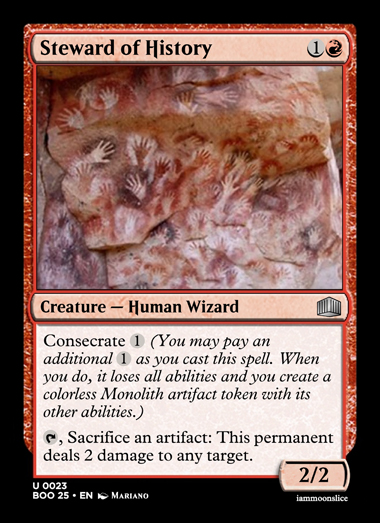 Steward of History 1
Creature — Human Wizard
Consecrate 1 (You may pay an
additional 1 as you cast this spell. When
you do, it loses all abilities and you create a
colorless Monolith artifact token with its
other abilities.)
, Sacrifice an artifact: This permanent
deals 2 damage to any target.
2/2
U 0023
BOO 25 • EN Mariano
iammoonslice